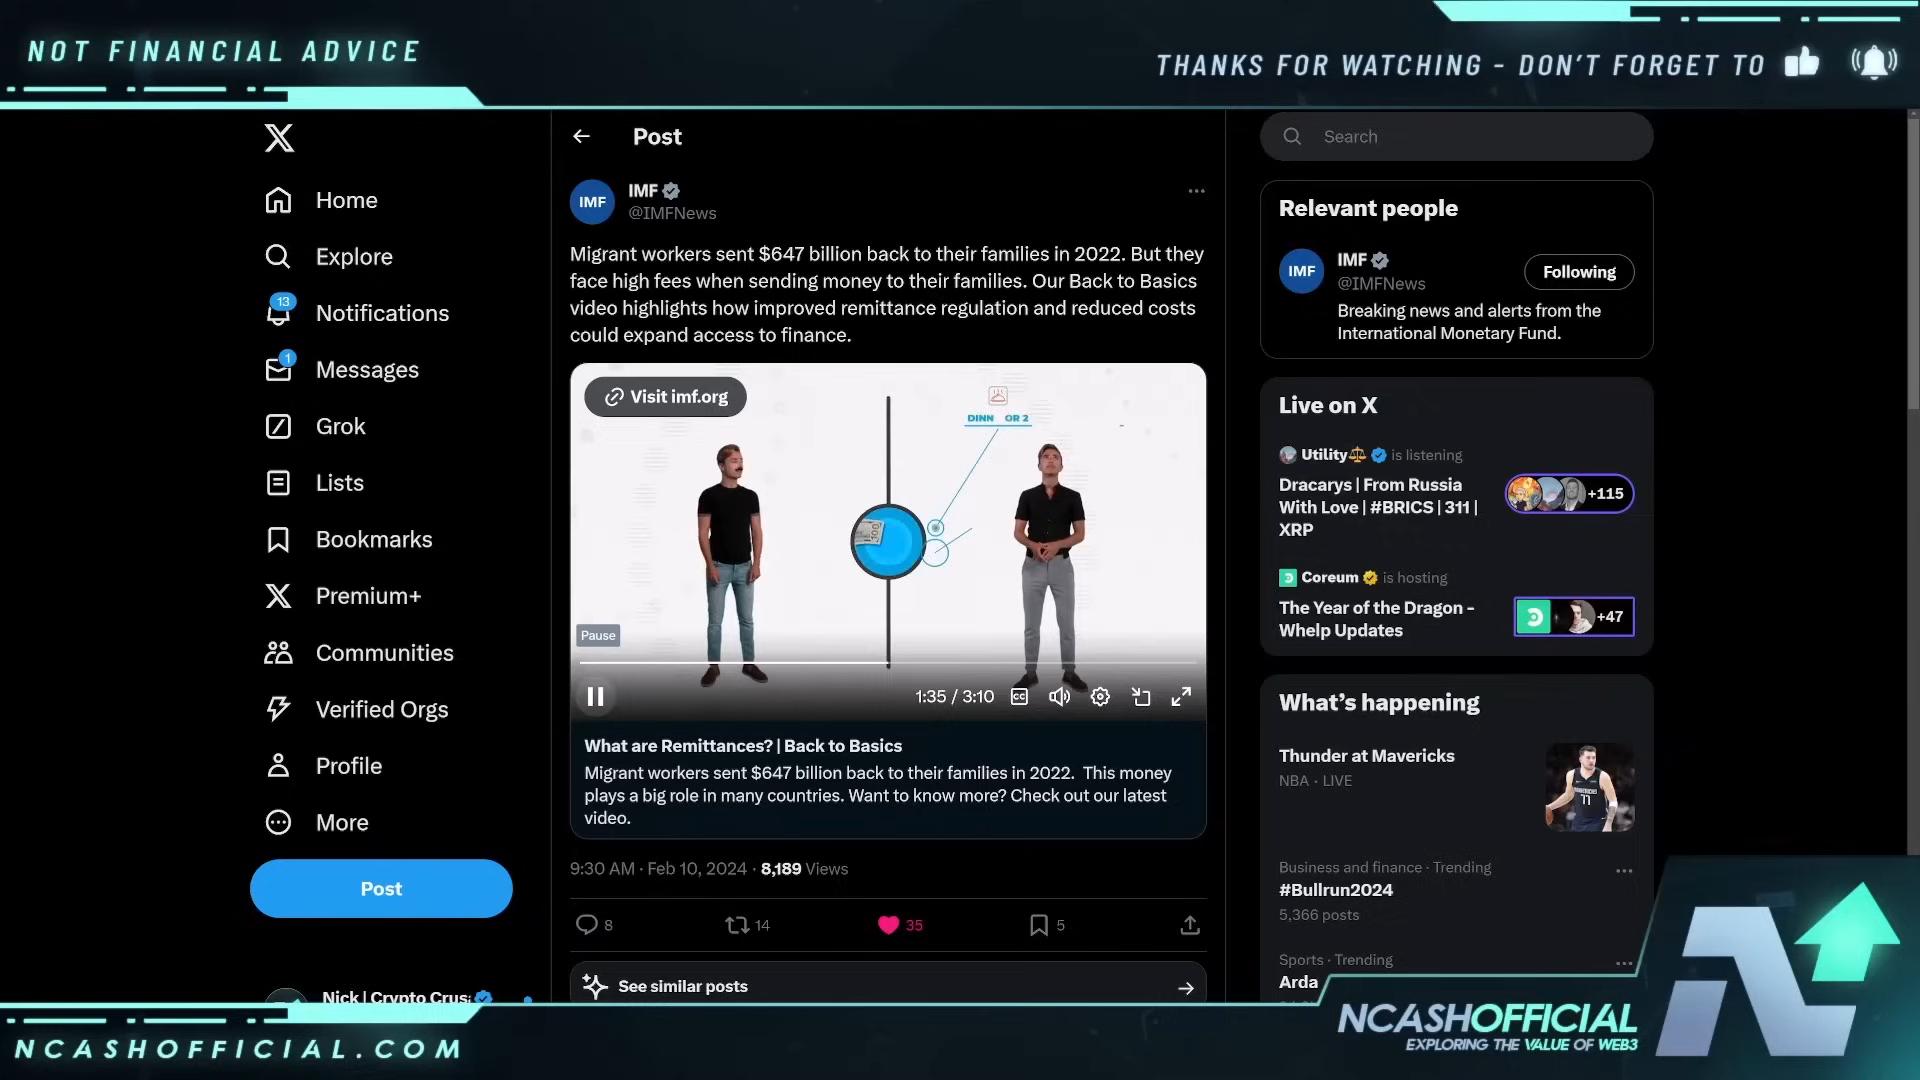 NOT FINANCIAL ADVICE
THANKS FOR WATCHING - DON'T FORGET TO
X
Home
Explore
13
Notifications
1
Messages
Grok
Lists
Bookmarks
Premium+
Communities
Verified Orgs
Profile
More
Post
Nick | Crypto Crus
Post
IMF
IMF
@IMFNews
Migrant workers sent $647 billion back to their families in 2022. But they
face high fees when sending money to their families. Our Back to Basics
video highlights how improved remittance regulation and reduced costs
could expand access to finance.
Visit imf.org
DINN OR 2
Pause
1:35 / 3:10
CC
What are Remittances? | Back to Basics
Migrant workers sent $647 billion back to their families in 2022. This money
plays a big role in many countries. Want to know more? Check out our latest
video.
9:30 AM · Feb 10, 2024 · 8,189 Views
8
14
35
5
See similar posts
Search
Relevant people
IMF
IMF
@IMFNews
Following
Breaking news and alerts from the
International Monetary Fund.
Live on X
Utility is listening
Dracarys | From Russia
With Love | #BRICS | 311 |
XRP
+115
Coreum is hosting
The Year of the Dragon -
Whelp Updates
+47
What's happening
Thunder at Mavericks
NBA · LIVE
Business and finance · Trending
#Bullrun2024
5,366 posts
Sports · Trending
Arda
NCASHOFFICIAL.COM
NCASHOFFICIAL
EXPLORING THE VALUE OF WEB3